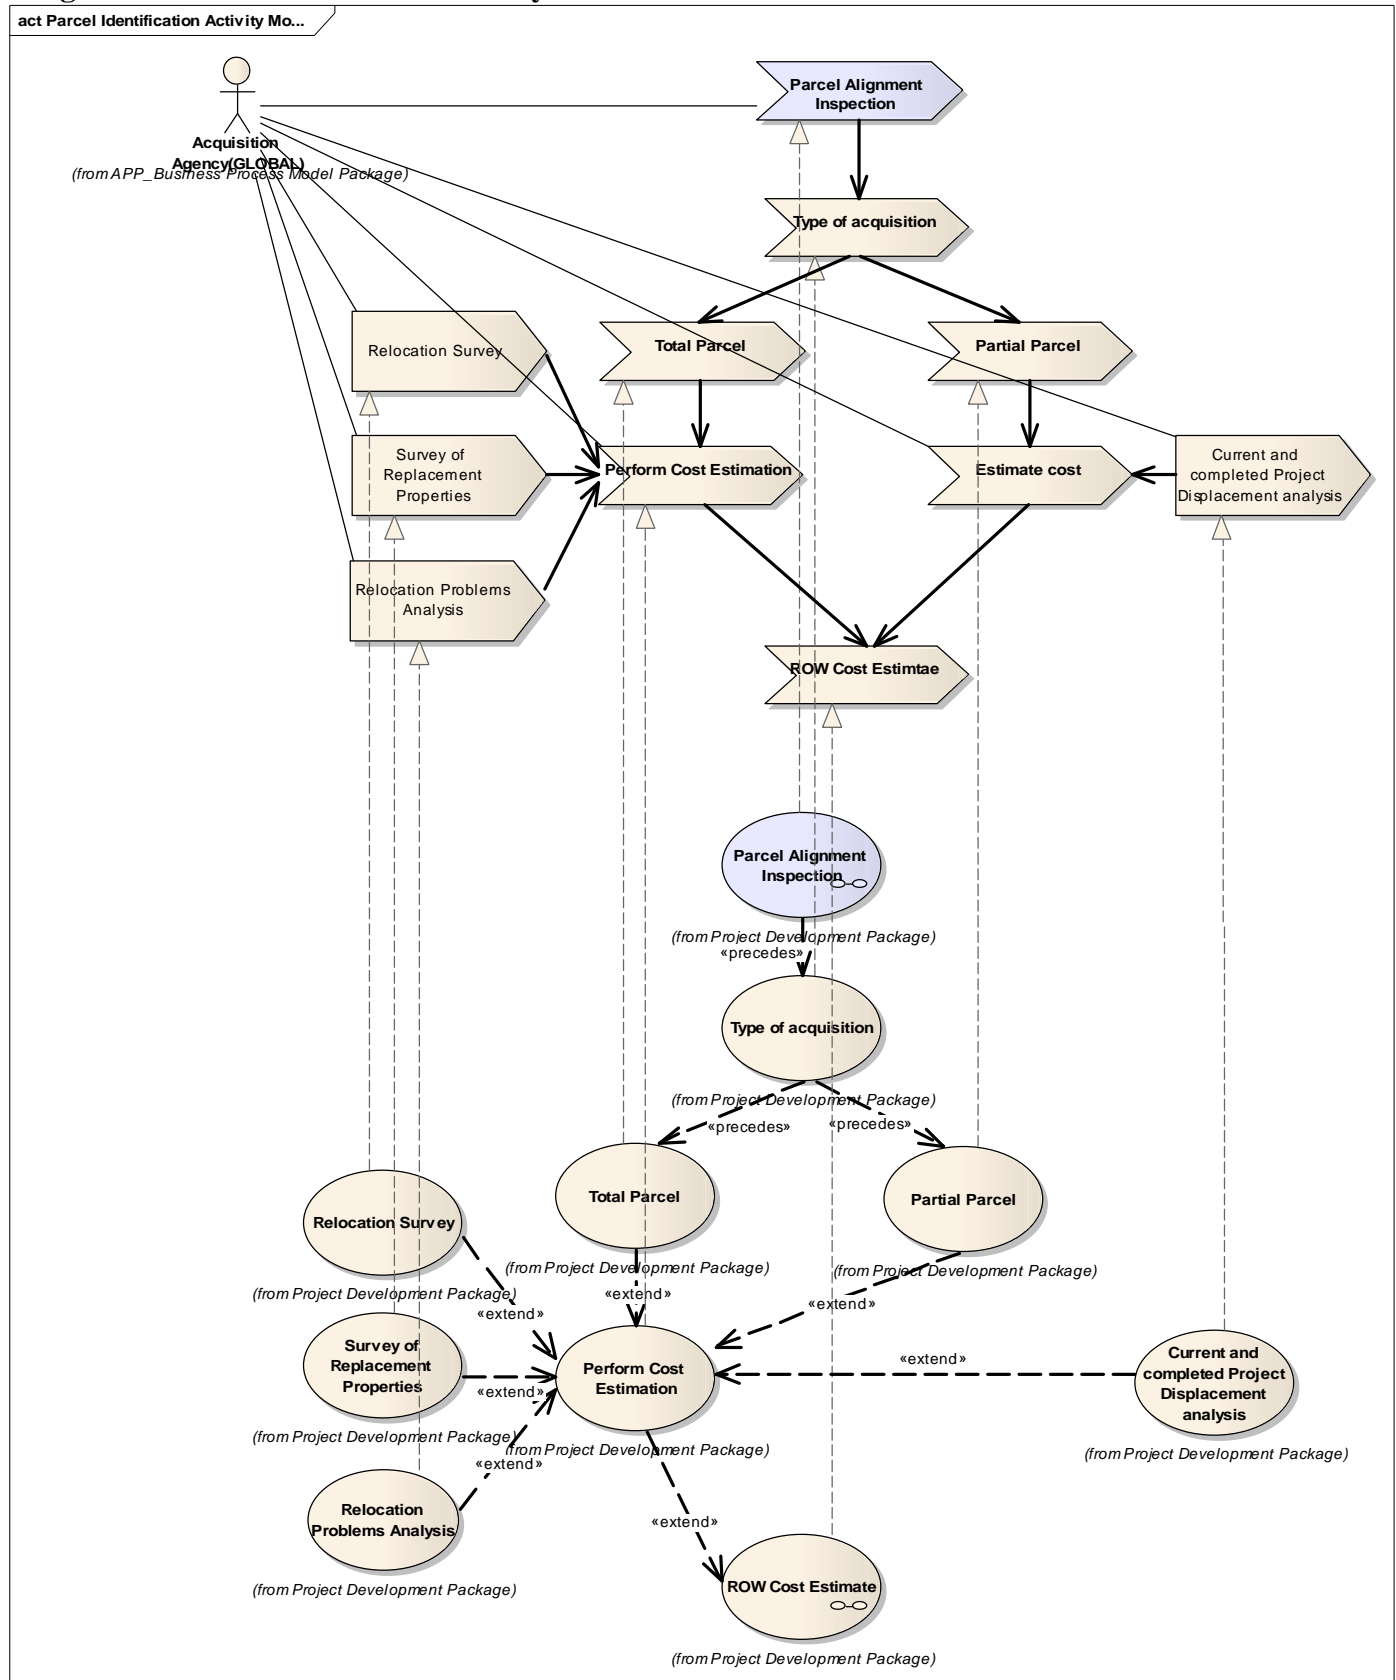 act Parcel Identification Activity Mo...
Parcel Alignment
Inspection
Acquisition
Agency(GLOBAL)
(from APP_Business Process Model Package)
Type of acquisition
Relocation Survey
Total Parcel
Partial Parcel
Survey of
Replacement
Properties
Perform Cost Estimation
Estimate cost
Current and
completed Project
Displacement analysis
Relocation Problems
Analysis
ROW Cost Estimtae
Parcel Alignment
Inspection
(from Project Development Package)
«precedes»
Type of acquisition
(from Project Development Package)
«precedes»
«precedes»
Total Parcel
Partial Parcel
Relocation Survey
(from Project Development Package)
(from Project Development Package)
(from Project Development Package)
«extend»
«extend»
«extend»
Survey of
Replacement
Properties
Perform Cost
Estimation
«extend»
Current and
completed Project
Displacement
analysis
«extend»
(from Project Development Package)
(from Project Development Package)
(from Project Development Package)
«extend»
Relocation
Problems Analysis
«extend»
(from Project Development Package)
ROW Cost Estimate
(from Project Development Package)